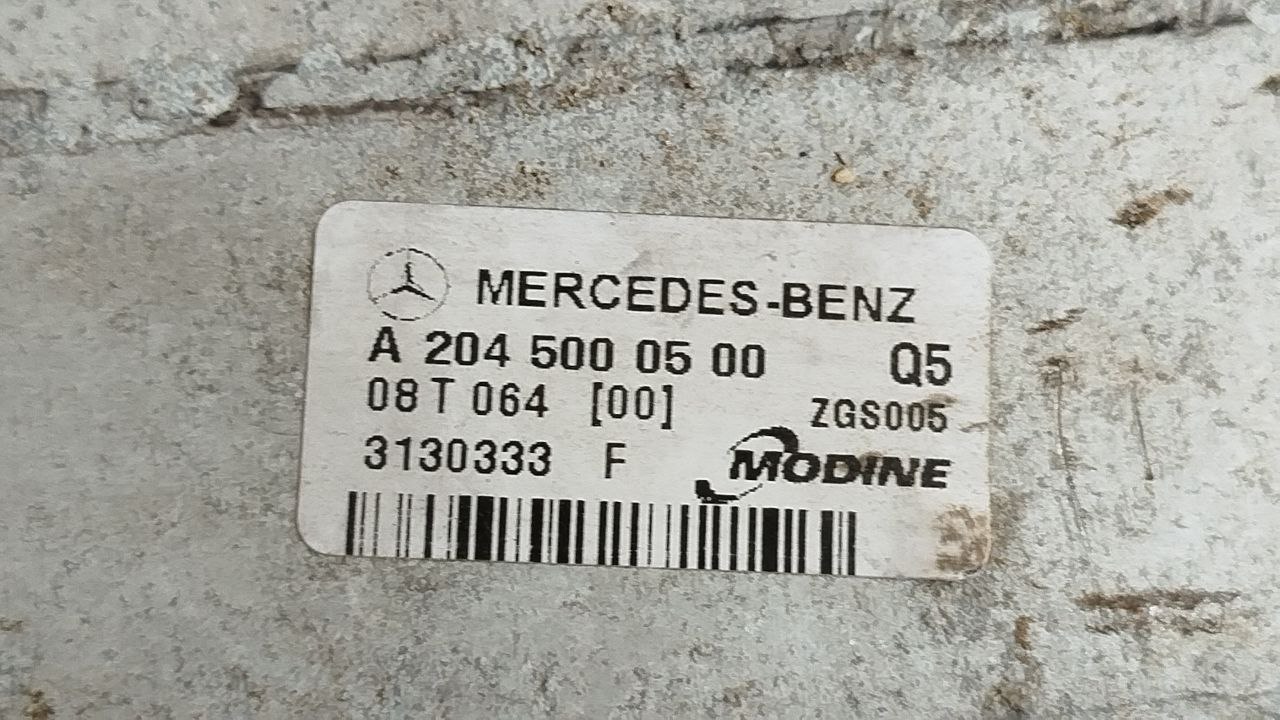 MERCEDES-BENZ
A 204 500 05 00 Q5
08 T 064 [00] ZGS005
3130333 F MODINE